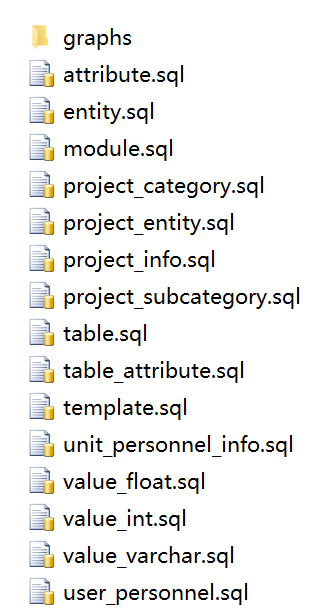 graphs
attribute.sql
entity.sql
module.sql
project_category.sql
project_entity.sql
project_info.sql
project_subcategory.sql
table.sql
table_attribute.sql
template.sql
unit_personnel_info.sql
value_float.sql
value_int.sql
value_varchar.sql
user_personnel.sql